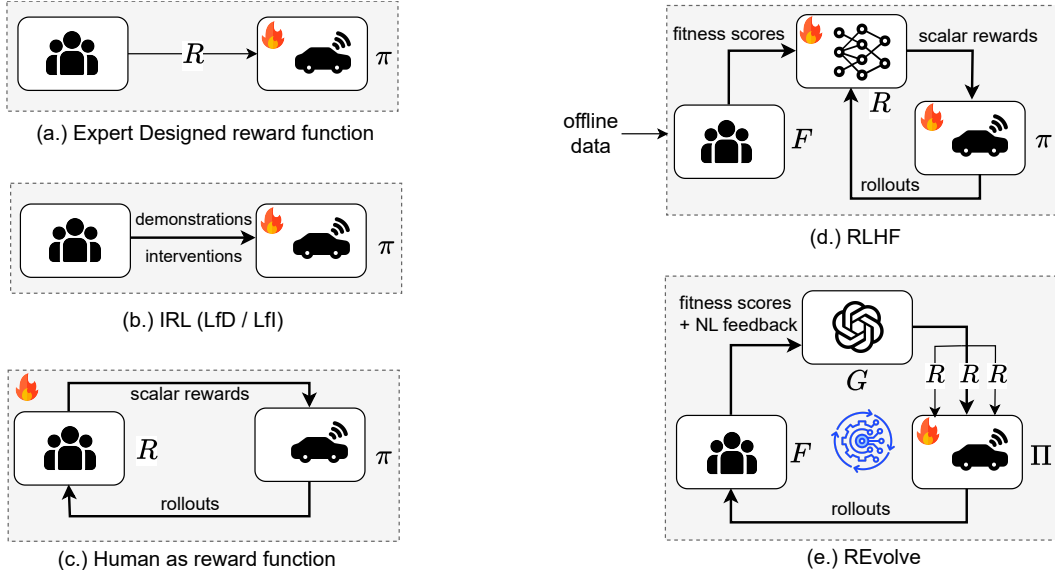 R
π
(a.) Expert Designed reward function
demonstrations
interventions
π
(b.) IRL (LfD / LfI)
scalar rewards
R
π
rollouts
(c.) Human as reward function
fitness scores
scalar rewards
R
offline
data
F
π
rollouts
(d.) RLHF
fitness scores
+ NL feedback
G
R R R
F
Π
rollouts
(e.) REvolve